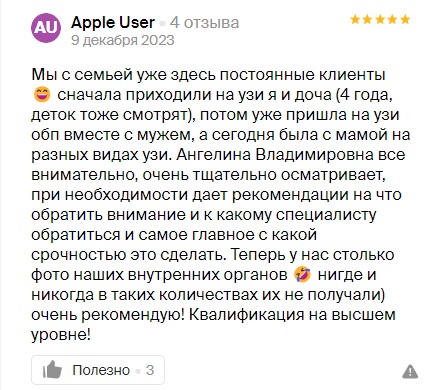 AU Apple User · 4 отзыва
9 декабря 2023
Мы с семьей уже здесь постоянные клиенты
😄 сначала приходили на узи я и доча (4 года,
деток тоже смотрят), потом уже пришла на узи
обп вместе с мужем, а сегодня была с мамой на
разных видах узи. Ангелина Владимировна все
внимательно, очень тщательно осматривает,
при необходимости дает рекомендации на что
обратить внимание и к какому специалисту
обратиться и самое главное с какой
срочностью это сделать. Теперь у нас столько
фото наших внутренних органов 🤣 нигде и
никогда в таких количествах их не получали)
очень рекомендую! Квалификация на высшем
уровне!
Полезно · 3